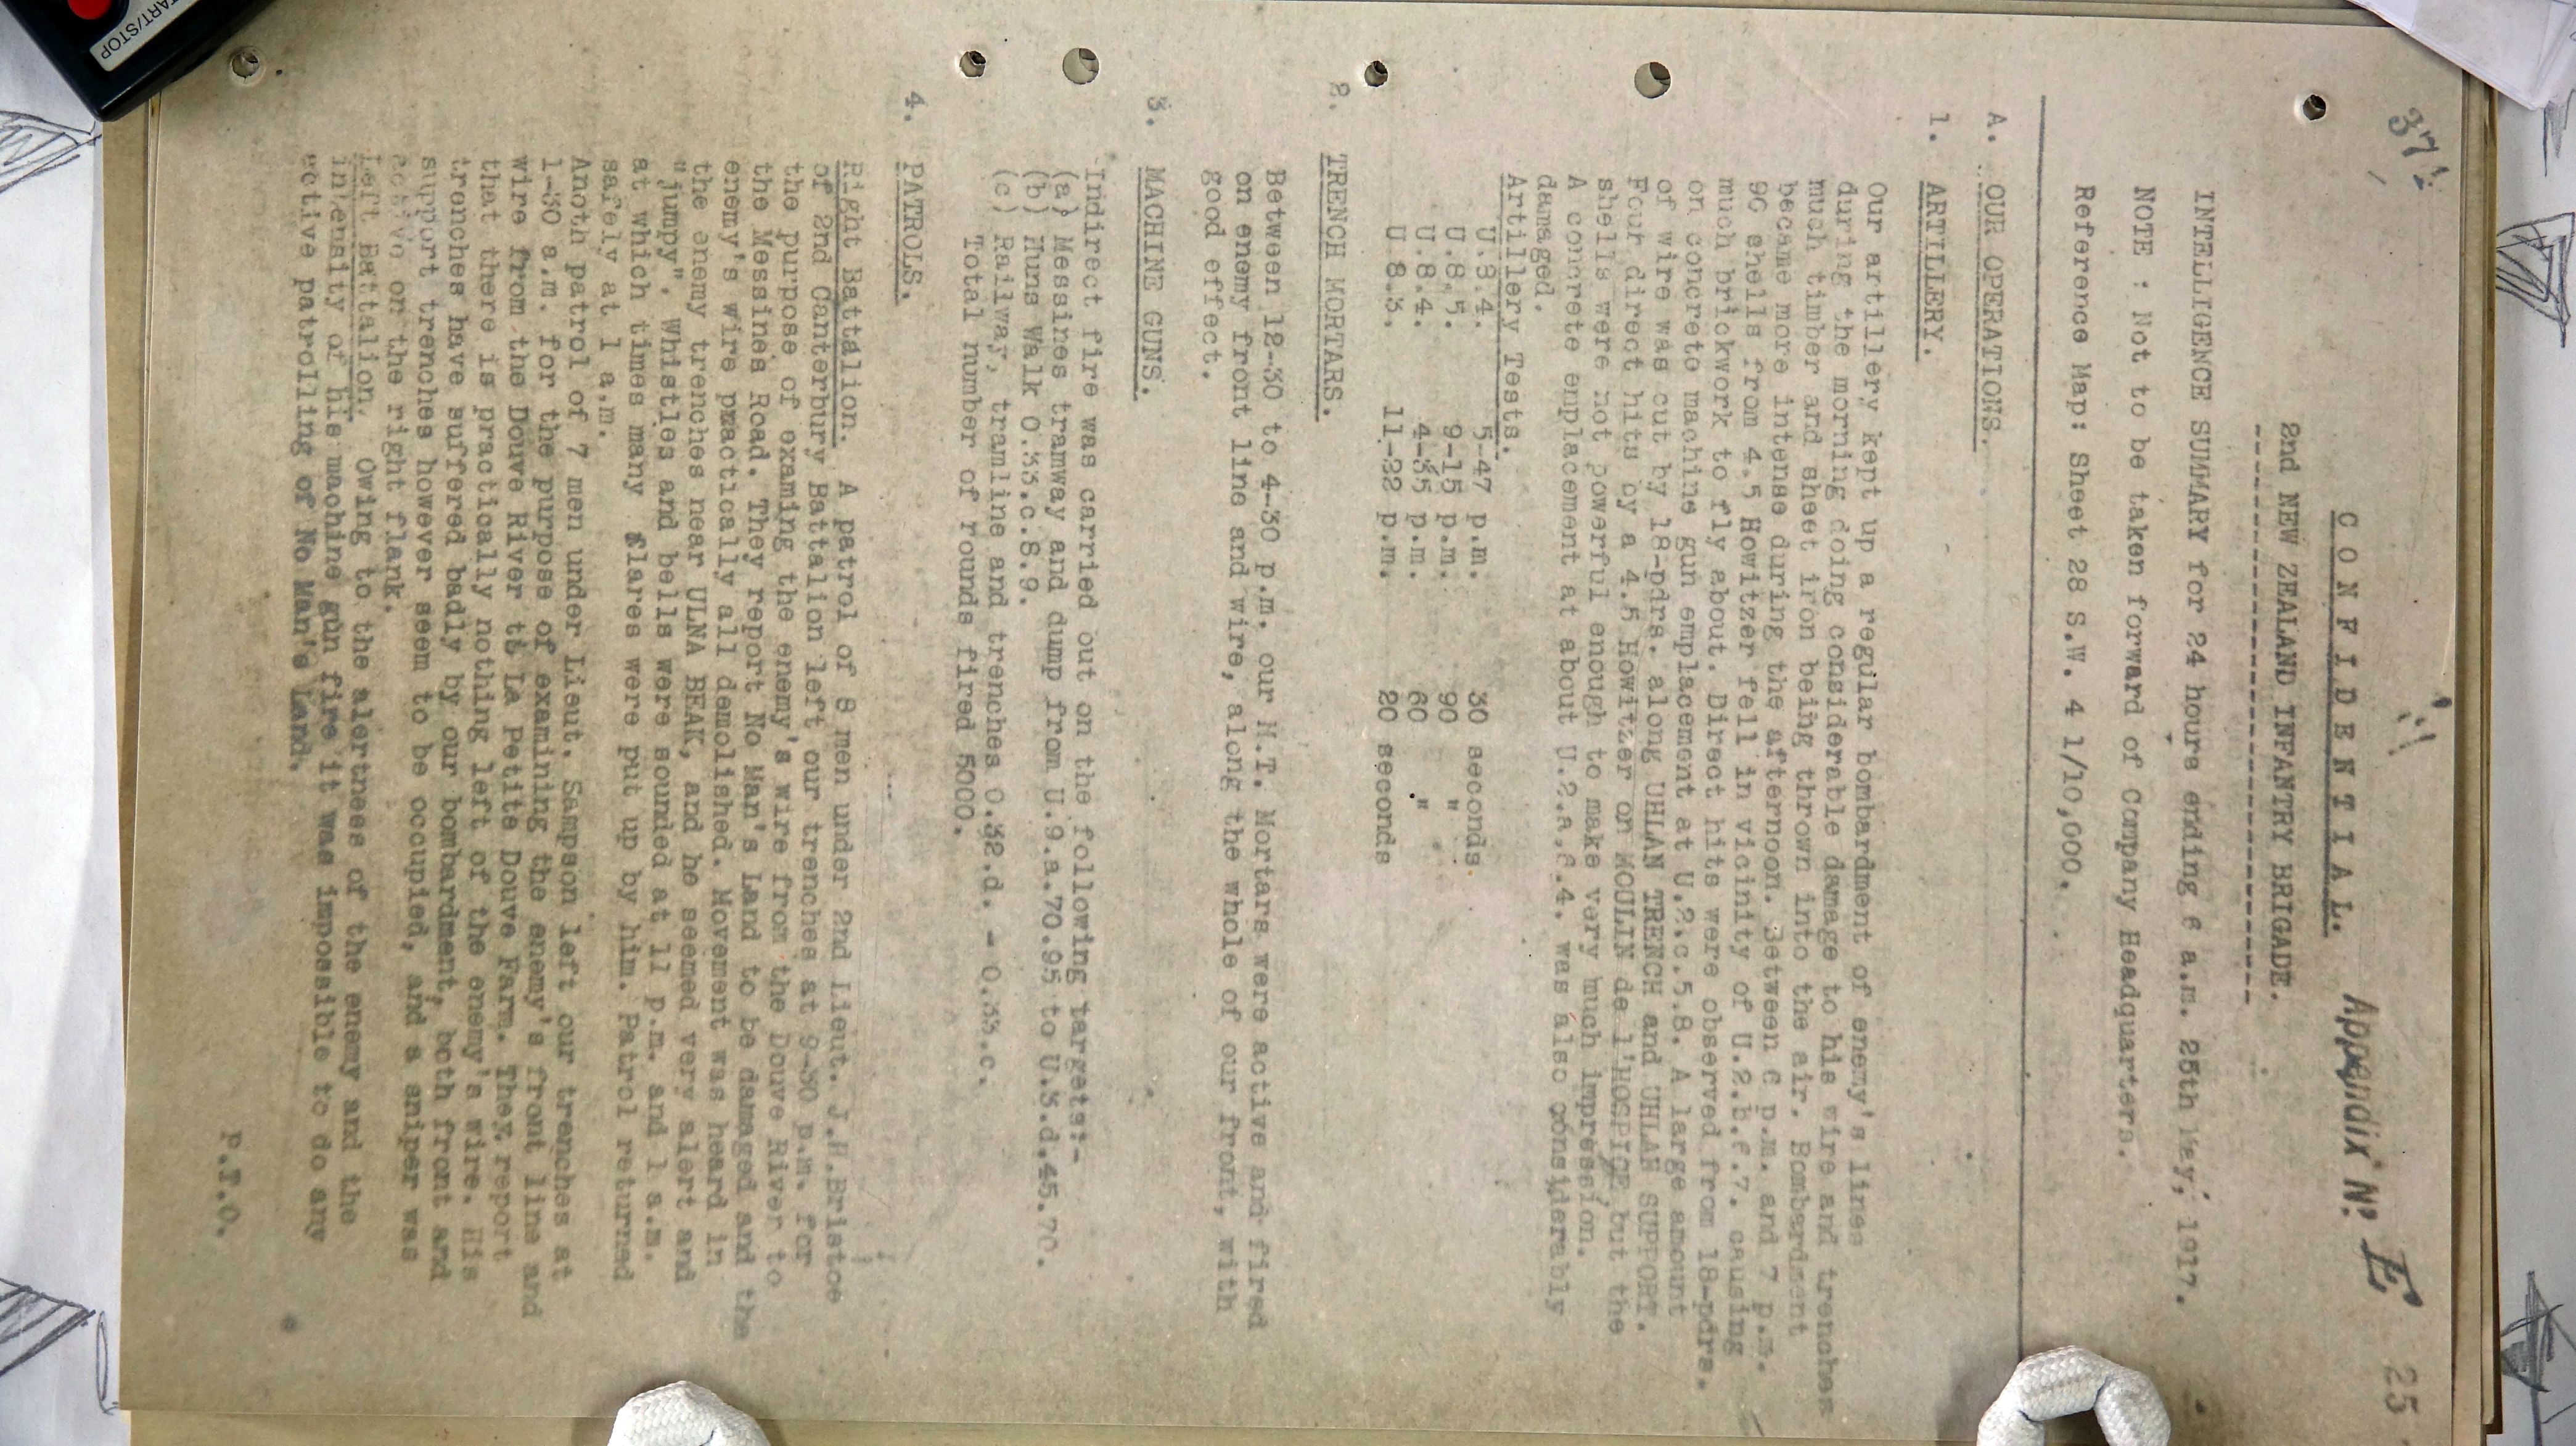 37
25
CONFIDENTIAL. Appendix No. E
2nd NEW ZEALAND INFANTRY BRIGADE.
INTELLIGENCE SUMMARY for 24 hours ending 6 a.m. 25th May, 1917.
NOTE : Not to be taken forward of Company Headquarters.
Reference Map: Sheet 28 S.W. 4 1/10,000.
A. OUR OPERATIONS.
1. ARTILLERY.
Our artillery kept up a regular bombardment of enemy's lines
during the morning doing considerable damage to his wire and trenches
much timber and sheet iron being thrown into the air. Bombardment
became more intense during the afternoon. Between 6 p.m. and 7 p.m.
90 shells from 4.5 Howitzer fell in vicinity of U.2.b.6.7. causing
much brickwork to fly about. Direct hits were observed from 18-pdrs.
on concrete machine gun emplacement at U.2.c.5.8. A large amount
of wire was cut by 18-pdrs. along UHLAN TRENCH and UHLAN SUPPORT.
Four direct hits by a 4.5 Howitzer on MOULIN de l'HOSPICE but the
shells were not powerful enough to make very much impression.
A concrete emplacement at about U.2.a.6.4. was also considerably
damaged.
Artillery Tests.
U.8.4. 5-47 p.m. 30 seconds.
U.8.5. 9-15 p.m. 90 "
U.8.4. 4-35 p.m. 60 "
U 8.3. 11-22 p.m. 20 seconds
2. TRENCH MORTARS.
Between 12-30 to 4-30 p.m. our M.T. Mortars were active and fired
on enemy front line and wire, along the whole of our front, with
good effect.
3. MACHINE GUNS.
Indirect fire was carried out on the following targets:-
(a) Messines tramway and dump from U.9.a.70.95 to U.3.d.45.70.
(b) Huns Walk O.33.c.8.9.
(c) Railway, tramline and trenches O.32.d. - O.33.c.
Total number of rounds fired 5000.
4. PATROLS.
Right Battalion. A patrol of 8 men under 2nd Lieut. J.H.Bristoe
of 2nd Canterbury Battalion left our trenches at 9-30 p.m. for
the purpose of examing the enemy's wire from the Douve River to
the Messines Road. They report No Man's Land to be damaged and the
enemy's wire practically all demolished. Movement was heard in
the enemy trenches near ULNA BEAK, and he seemed very alert and
"jumpy". Whistles and bells were sounded at 11 p.m. and 1 a.m.
at which times many flares were put up by him. Patrol returned
safely at 1 a.m.
Anoth patrol of 7 men under Lieut. Sampson left our trenches at
1-30 a.m. for the purpose of examining the enemy's front line and
wire from the Douve River tt La Petite Douve Farm. They report
that there is practically nothing left of the enemy's wire. His
trenches have suffered badly by our bombardment, both front and
support trenches however seem to be occupied, and a sniper was
active on the right flank.
Left Battalion. Owing to the alertness of the enemy and the
intensity of his machine gun fire it was impossible to do any
active patrolling of No Man's Land.
P.T.O.
START/STOP